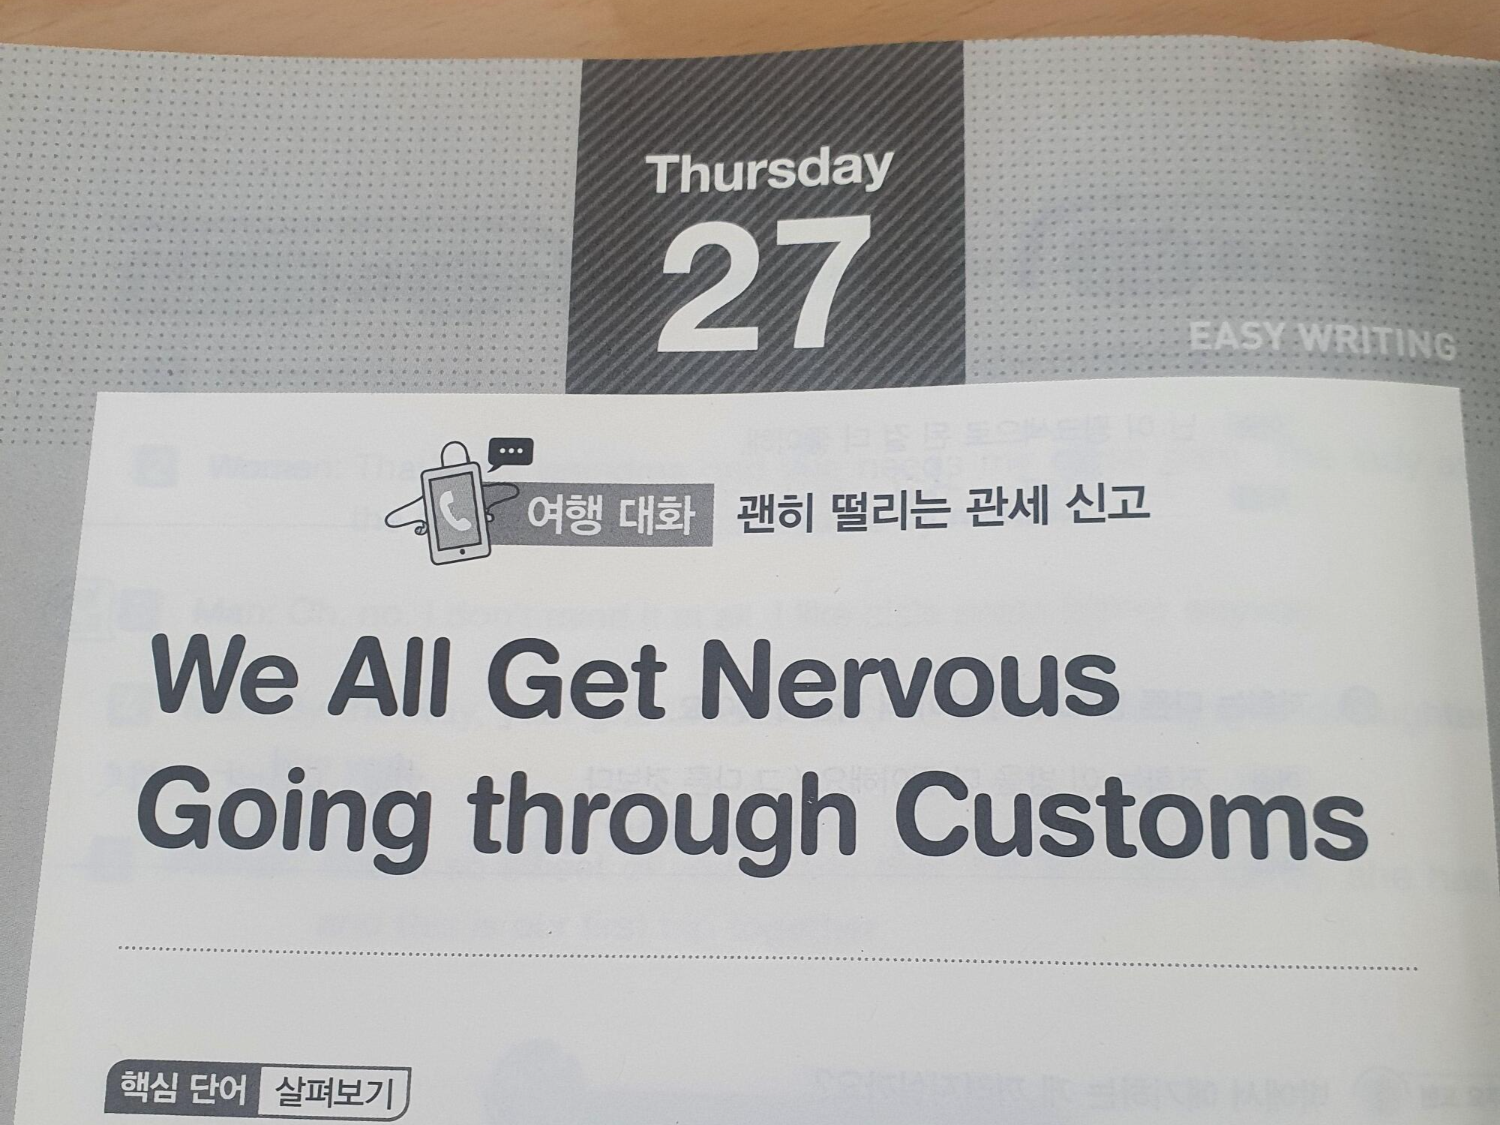 Thursday
27
EASY WRITING
여행 대화 괜히 떨리는 관세 신고
We All Get Nervous
Going through Customs
핵심 단어 살펴보기